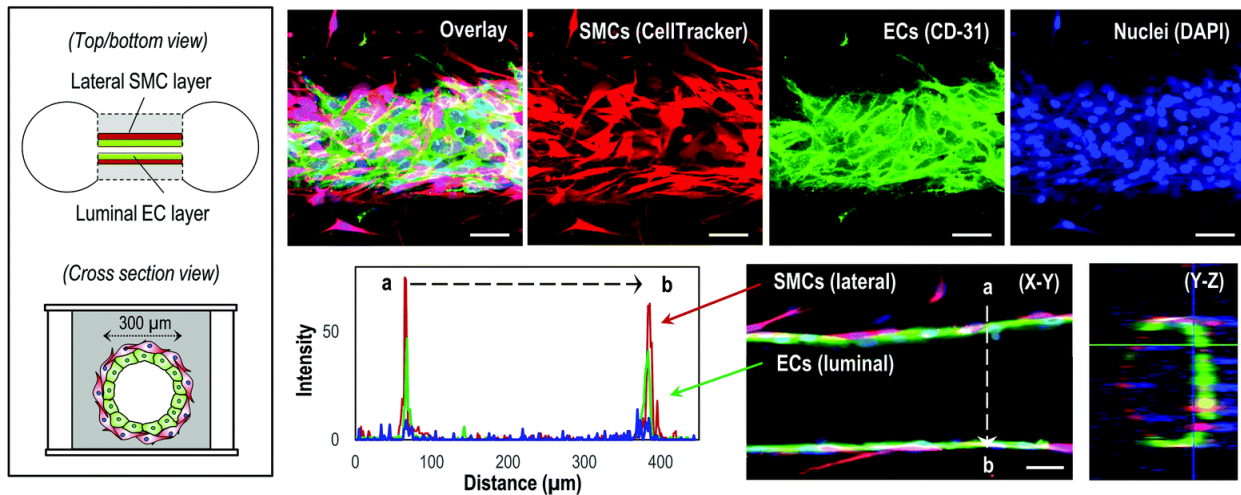 (Top/bottom view)
Lateral SMC layer
Luminal EC layer
(Cross section view)
300 µm
Overlay
SMCs (CellTracker)
ECs (CD-31)
Nuclei (DAPI)
Intensity
50
0
a
b
0
100
200
300
400
Distance (µm)
SMCs (lateral)
ECs (luminal)
a
(X-Y)
b
(Y-Z)